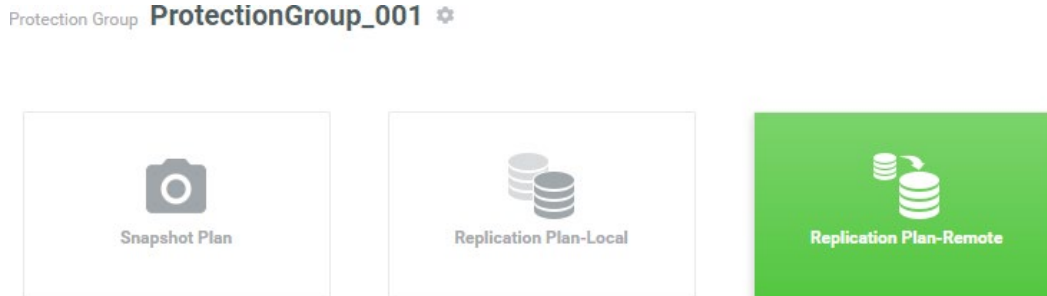 Protection Group ProtectionGroup_001
Snapshot Plan
Replication Plan-Local
Replication Plan-Remote